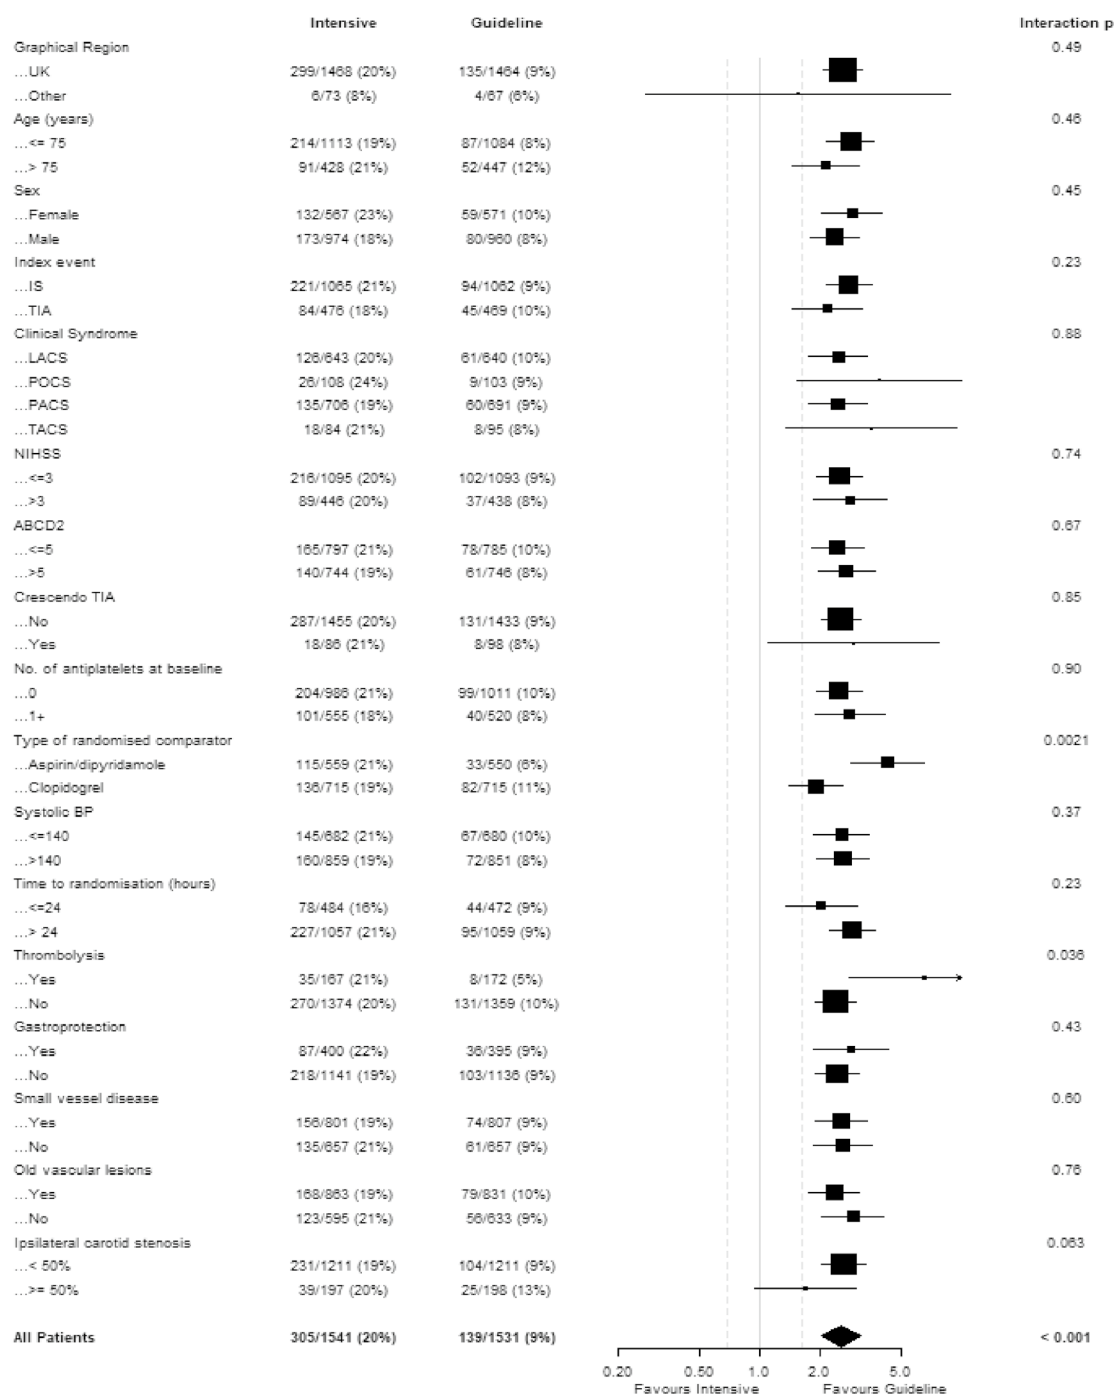 Intensive Guideline Interaction p
Graphical Region 0.49
...UK 299/1468 (20%) 135/1464 (9%)
...Other 6/73 (8%) 4/67 (6%)
Age (years) 0.46
...<= 75 214/1113 (19%) 87/1084 (8%)
...> 75 91/428 (21%) 52/447 (12%)
Sex 0.45
...Female 132/567 (23%) 59/571 (10%)
...Male 173/974 (18%) 80/960 (8%)
Index event 0.23
...IS 221/1065 (21%) 94/1062 (9%)
...TIA 84/476 (18%) 45/469 (10%)
Clinical Syndrome 0.88
...LACS 126/643 (20%) 61/640 (10%)
...POCS 26/108 (24%) 9/103 (9%)
...PACS 135/706 (19%) 60/691 (9%)
...TACS 18/84 (21%) 8/95 (8%)
NIHSS 0.74
...<=3 216/1095 (20%) 102/1093 (9%)
...>3 89/446 (20%) 37/438 (8%)
ABCD2 0.67
...<=5 165/797 (21%) 78/785 (10%)
...>5 140/744 (19%) 61/746 (8%)
Crescendo TIA 0.85
...No 287/1455 (20%) 131/1433 (9%)
...Yes 18/86 (21%) 8/98 (8%)
No. of antiplatelets at baseline 0.90
...0 204/986 (21%) 99/1011 (10%)
...1+ 101/555 (18%) 40/520 (8%)
Type of randomised comparator 0.0021
...Aspirin/dipyridamole 115/559 (21%) 33/550 (6%)
...Clopidogrel 136/715 (19%) 82/715 (11%)
Systolic BP 0.37
...<=140 145/682 (21%) 67/680 (10%)
...>140 160/859 (19%) 72/851 (8%)
Time to randomisation (hours) 0.23
...<=24 78/484 (16%) 44/472 (9%)
...> 24 227/1057 (21%) 95/1059 (9%)
Thrombolysis 0.036
...Yes 35/167 (21%) 8/172 (5%)
...No 270/1374 (20%) 131/1359 (10%)
Gastroprotection 0.43
...Yes 87/400 (22%) 36/395 (9%)
...No 218/1141 (19%) 103/1136 (9%)
Small vessel disease 0.60
...Yes 156/801 (19%) 74/807 (9%)
...No 135/657 (21%) 61/657 (9%)
Old vascular lesions 0.76
...Yes 168/863 (19%) 79/831 (10%)
...No 123/595 (21%) 56/633 (9%)
Ipsilateral carotid stenosis 0.063
...< 50% 231/1211 (19%) 104/1211 (9%)
...>= 50% 39/197 (20%) 25/198 (13%)
All Patients 305/1541 (20%) 139/1531 (9%) < 0.001
0.20 0.50 1.0 2.0 5.0
Favours Intensive Favours Guideline